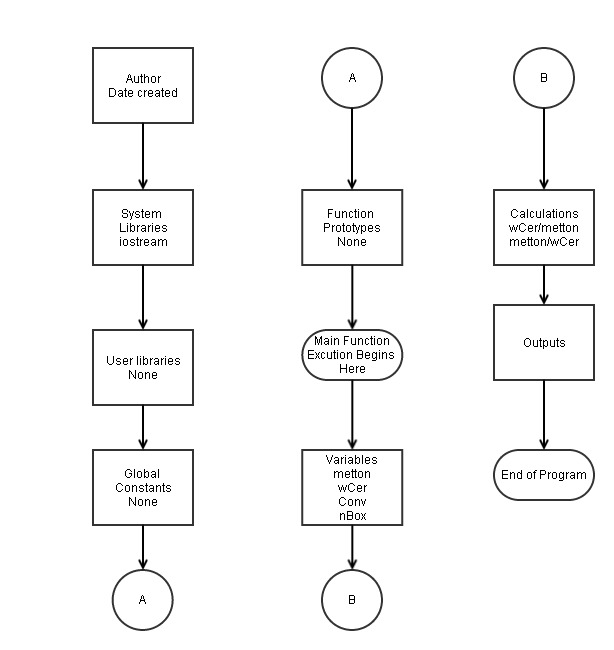 Author
Date created
System
Libraries
iostream
User libraries
None
Global
Constants
None
A
A
Function
Prototypes
None
Main Function
Excution Begins
Here
Variables
metton
wCer
Conv
nBox
B
B
Calculations
wCer/metton
metton/wCer
Outputs
End of Program